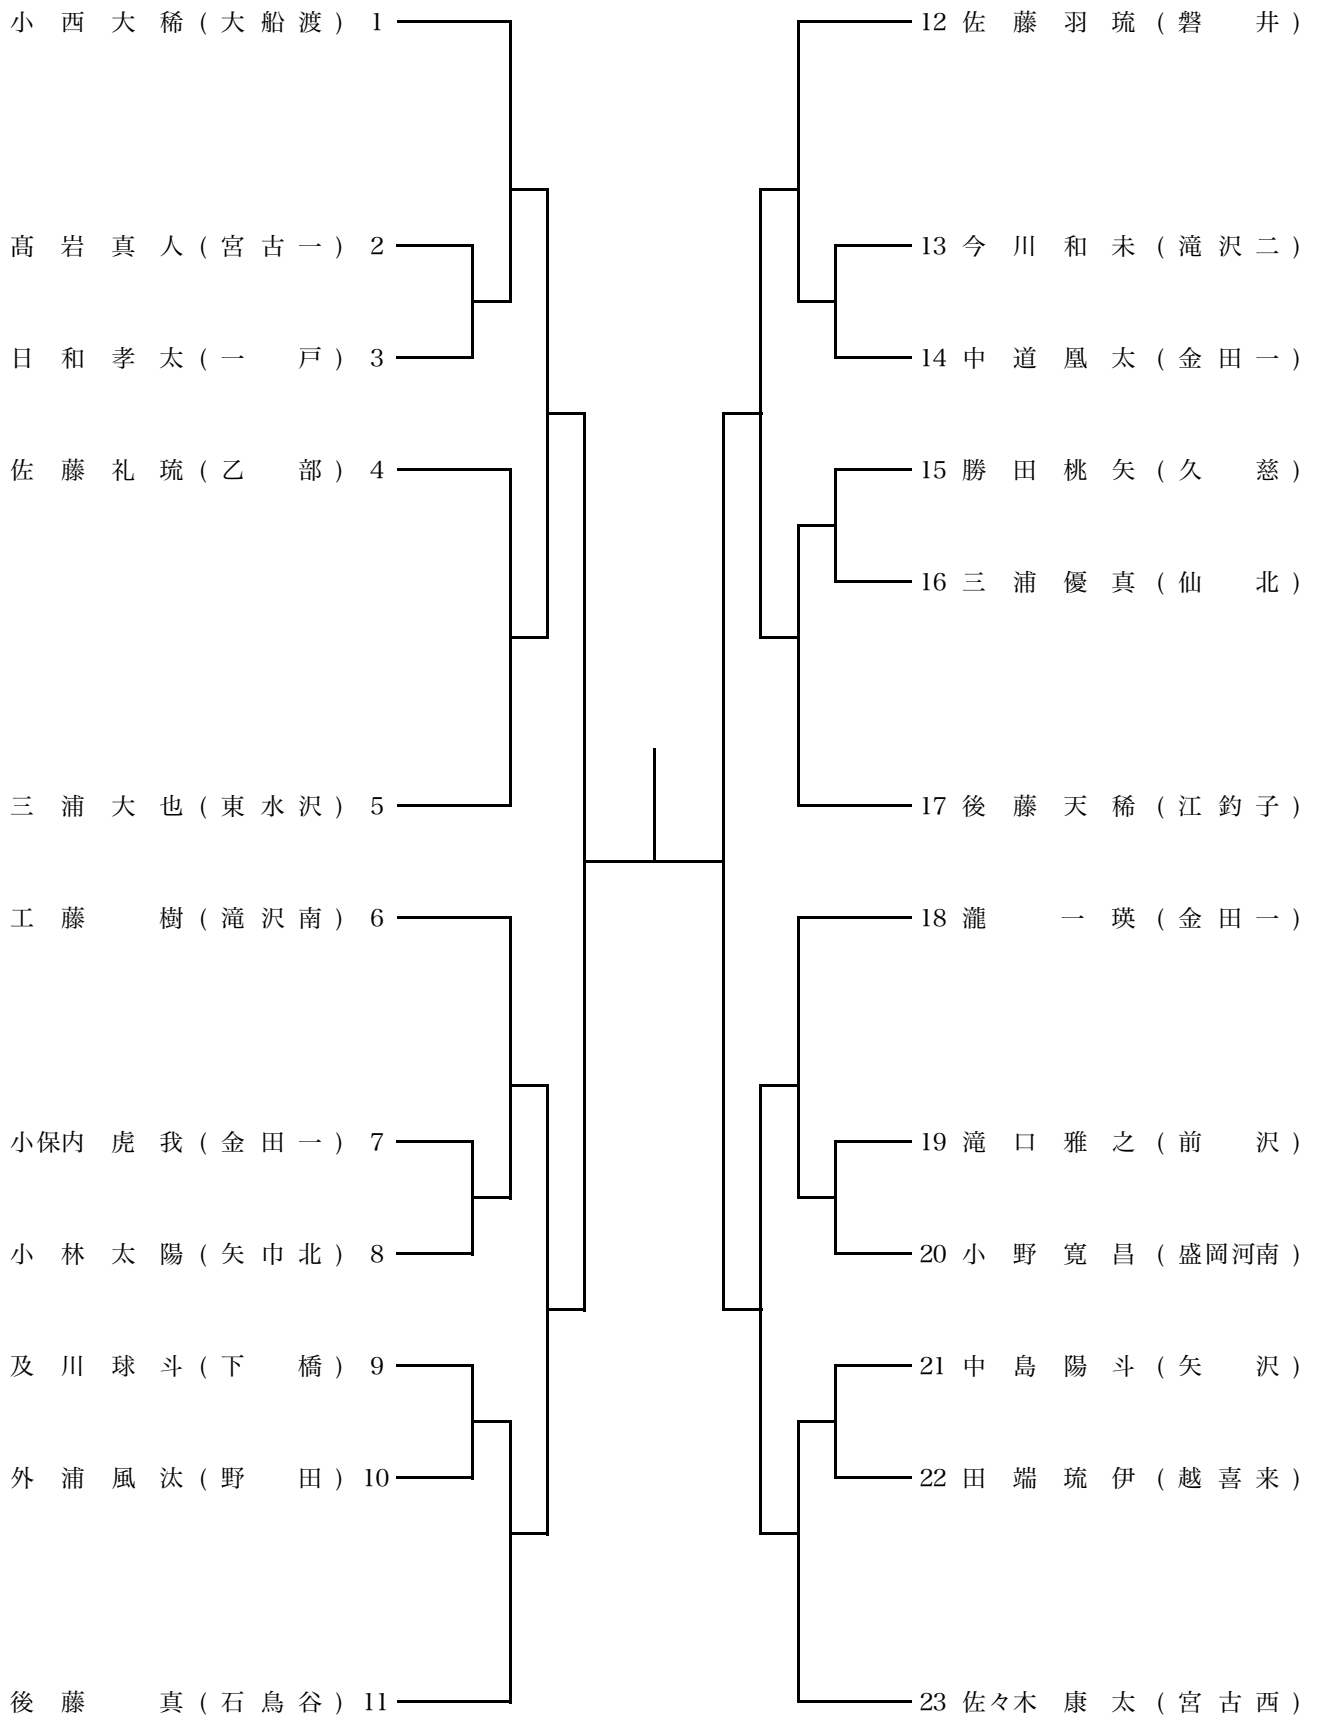 小西大稀(大船渡) 1
髙岩真人(宮古一) 2
日和孝太(一戸) 3
佐藤礼琉(乙部) 4
三浦大也(東水沢) 5
工藤樹(滝沢南) 6
小保内虎我(金田一) 7
小林太陽(矢巾北) 8
及川球斗(下橋) 9
外浦風汰(野田) 10
後藤真(石鳥谷) 11
12 佐藤羽琉(磐井)
13 今川和未(滝沢二)
14 中道凰太(金田一)
15 勝田桃矢(久慈)
16 三浦優真(仙北)
17 後藤天稀(江釣子)
18 瀧一瑛(金田一)
19 滝口雅之(前沢)
20 小野寛昌(盛岡河南)
21 中島陽斗(矢沢)
22 田端琉伊(越喜来)
23 佐々木康太(宮古西)